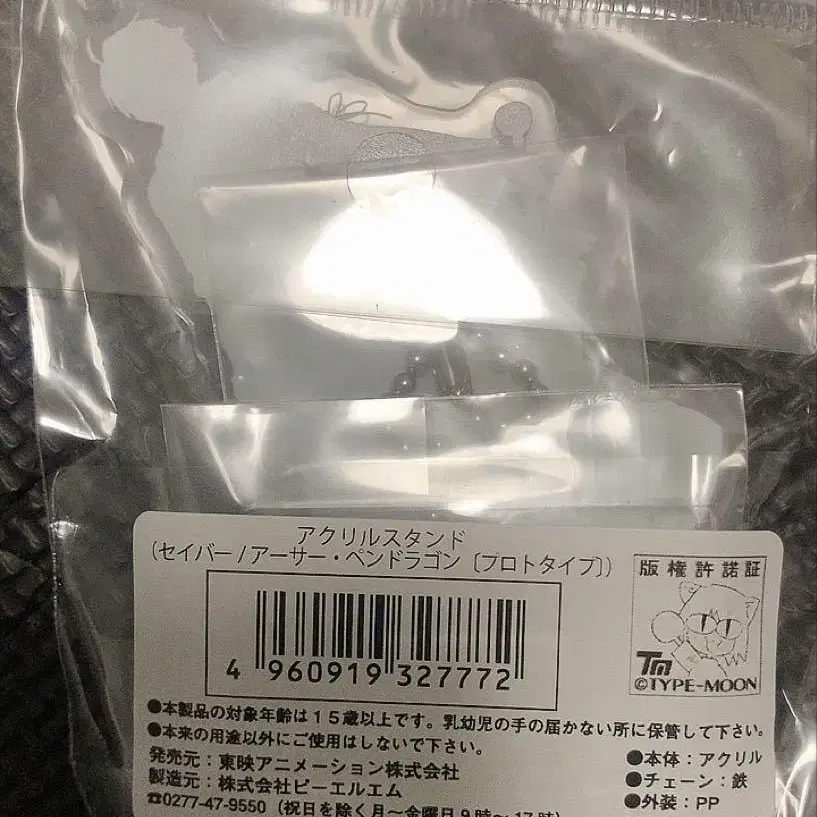 アクリルスタンド
(セイバー/アーサー・ペンドラゴン〔プロトタイプ〕)
4 960919 327772
版権許諾証
TM
©TYPE-MOON
●本製品の対象年齢は15歳以上です。乳幼児の手の届かない所に保管して下さい。
●本来の用途以外にご使用はしないで下さい。
発売元:東映アニメーション株式会社
製造元:株式会社ピーエルエム
☎0277-47-9550(祝日を除く月~金曜日9時~17時)
●本体:アクリル
●チェーン:鉄
●外装:PP